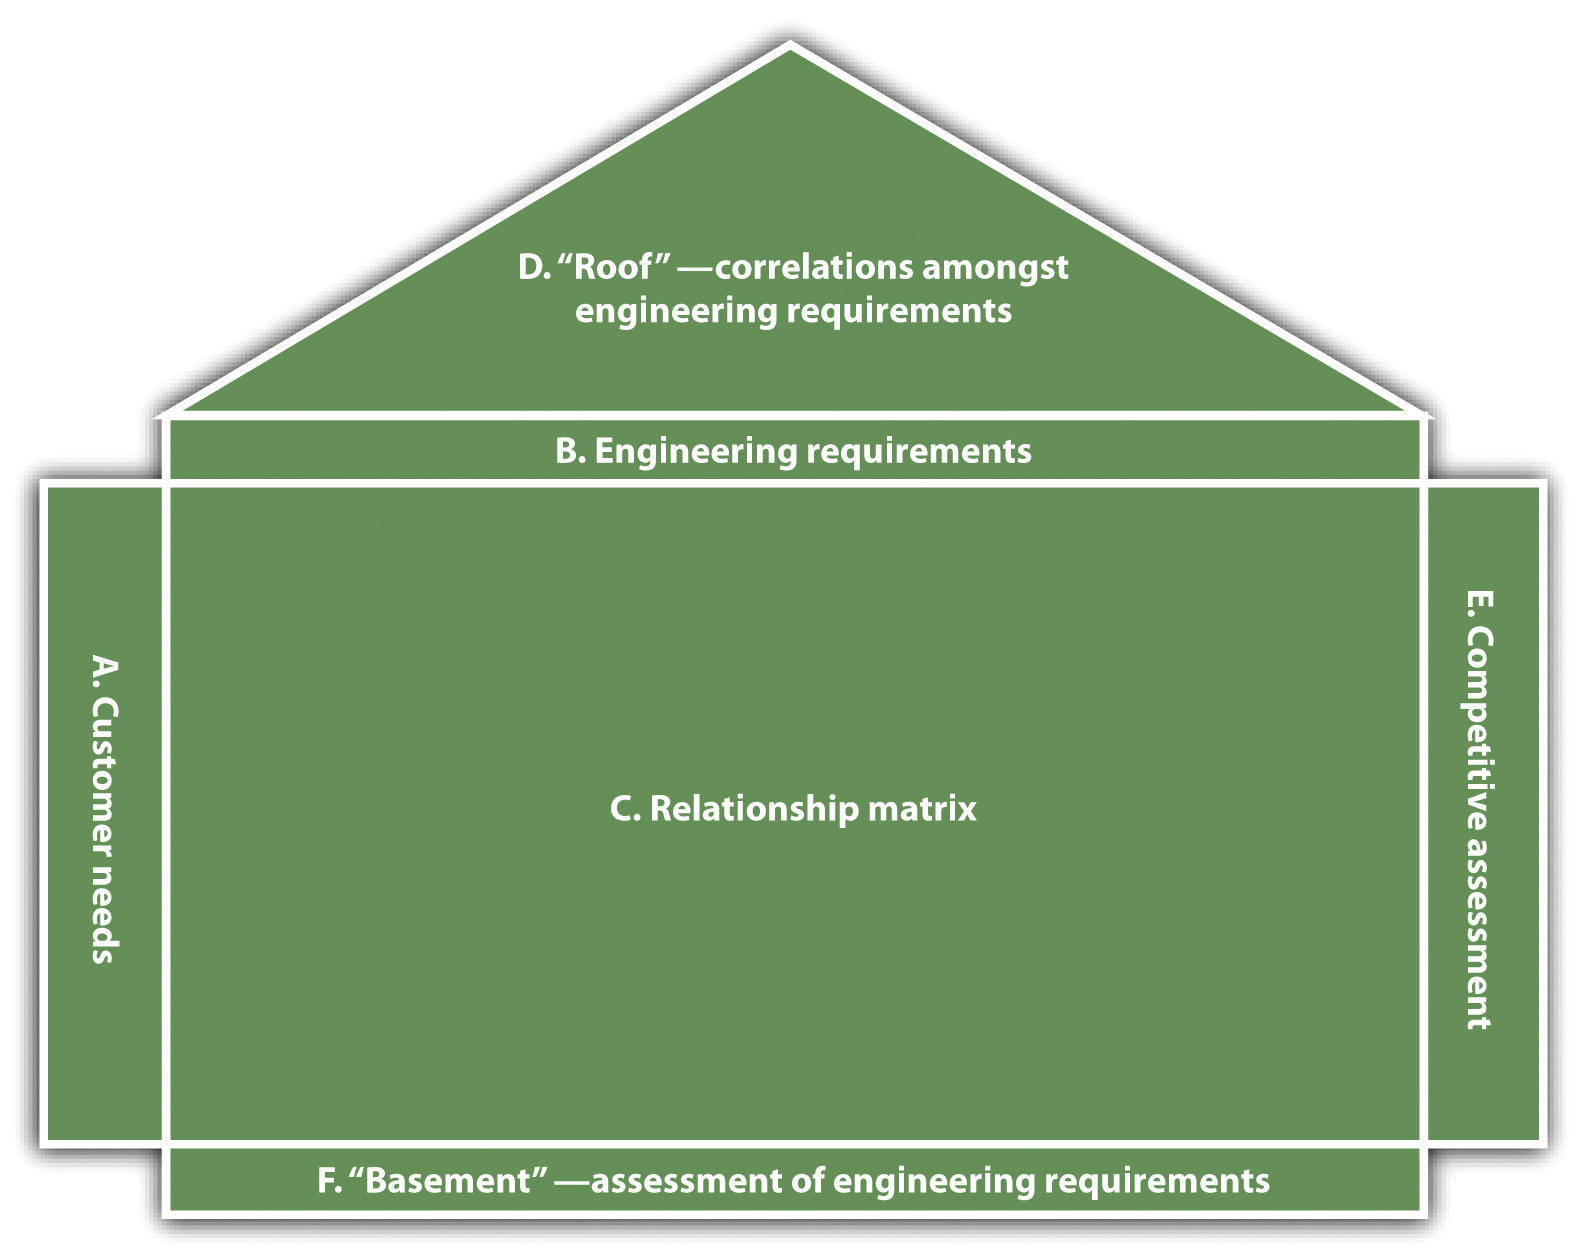 D. “Roof” —correlations amongst
engineering requirements
B. Engineering requirements
A. Customer needs
C. Relationship matrix
E. Competitive assessment
F. “Basement” —assessment of engineering requirements